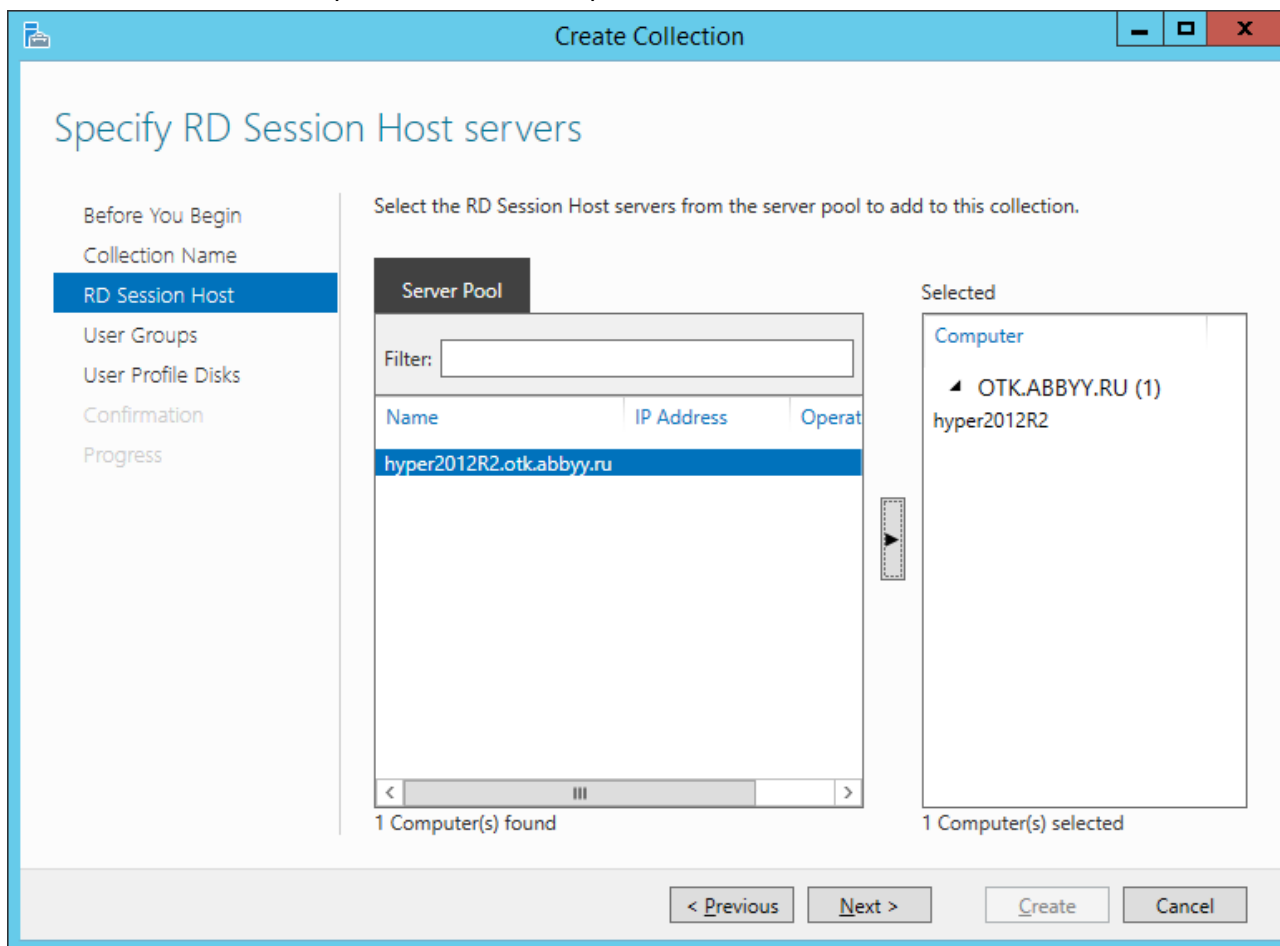 Create Collection
Specify RD Session Host servers
Before You Begin
Collection Name
RD Session Host
User Groups
User Profile Disks
Confirmation
Progress
Select the RD Session Host servers from the server pool to add to this collection.
Server Pool
Filter:
Name IP Address Operat
hyper2012R2.otk.abbyy.ru
1 Computer(s) found
Selected
Computer
OTK.ABBYY.RU (1)
hyper2012R2
1 Computer(s) selected
< Previous Next > Create Cancel